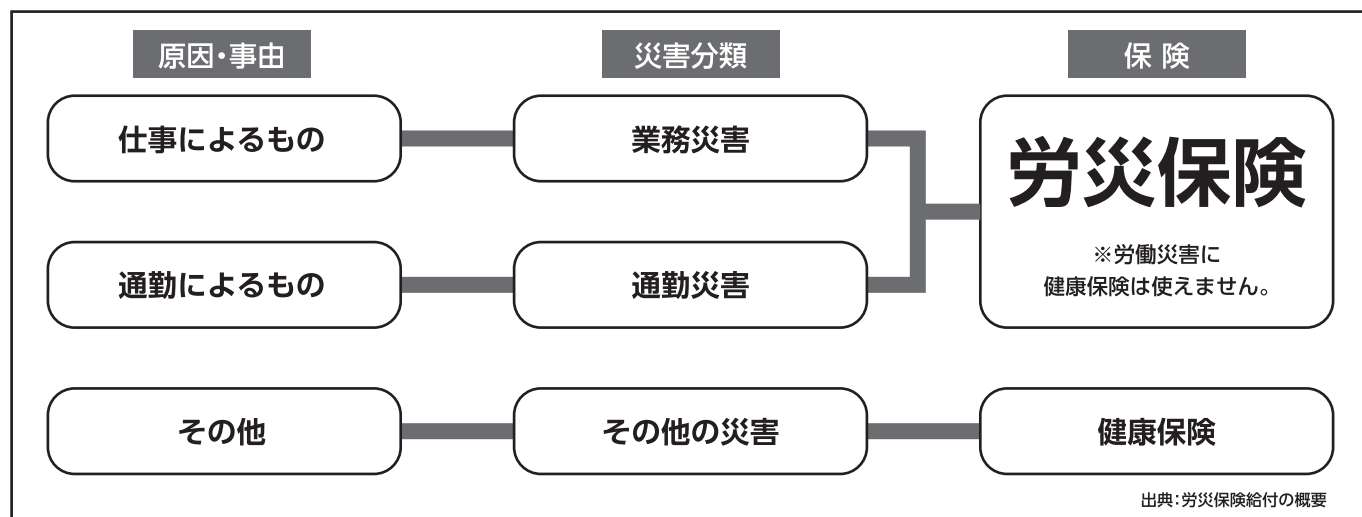 原因・事由
災害分類
保険
仕事によるもの
業務災害
労災保険
※労働災害に
健康保険は使えません。
通勤によるもの
通勤災害
その他
その他の災害
健康保険
出典：労災保険給付の概要